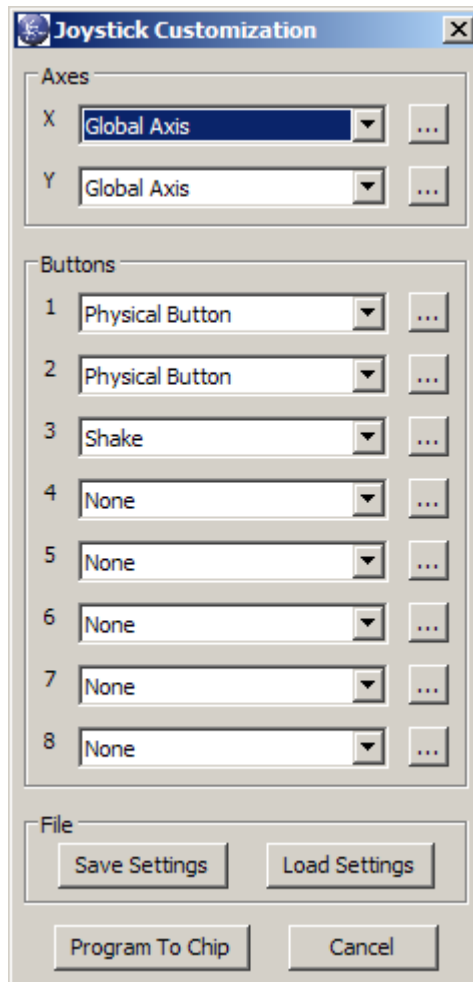 Joystick Customization
Axes
X Global Axis ...
Y Global Axis ...
Buttons
1 Physical Button ...
2 Physical Button ...
3 Shake ...
4 None ...
5 None ...
6 None ...
7 None ...
8 None ...
File
Save Settings Load Settings
Program To Chip Cancel